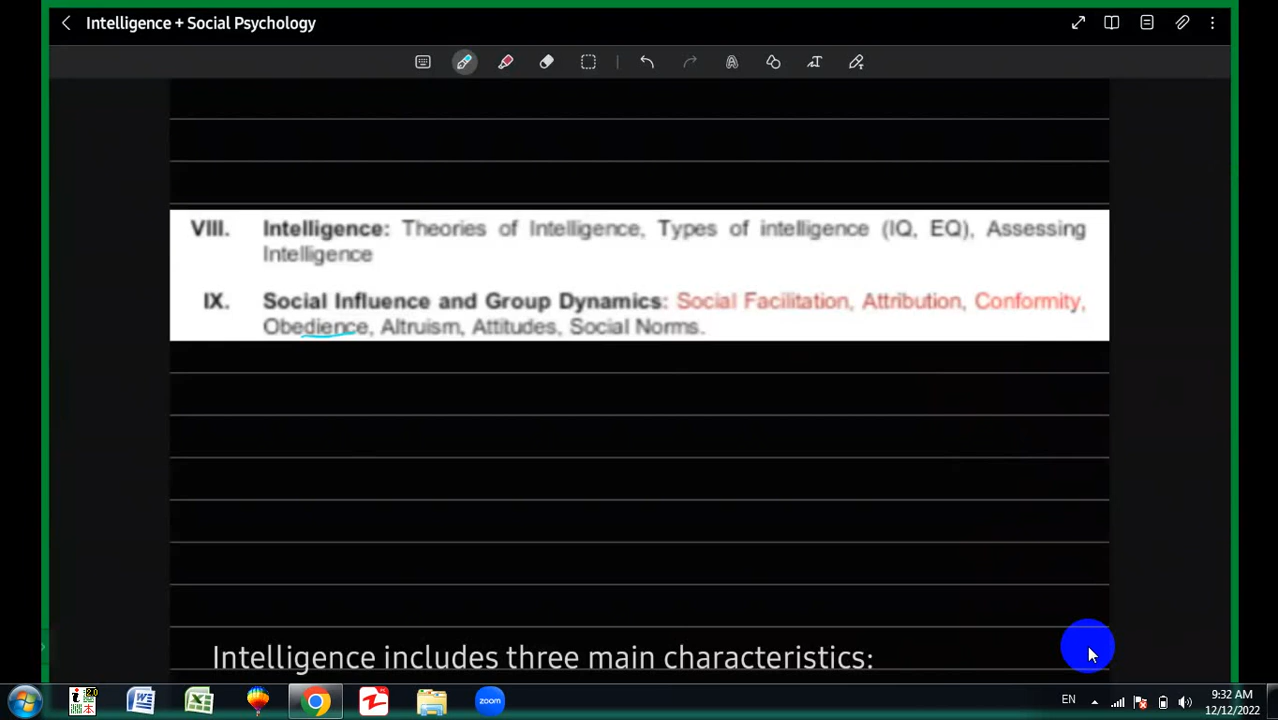 Intelligence + Social Psychology
VIII. Intelligence: Theories of Intelligence, Types of intelligence (IQ, EQ), Assessing
Intelligence
IX. Social Influence and Group Dynamics: Social Facilitation, Attribution, Conformity,
Obedience, Altruism, Attitudes, Social Norms.
Intelligence includes three main characteristics:
zoom
EN
9:32 AM
12/12/2022